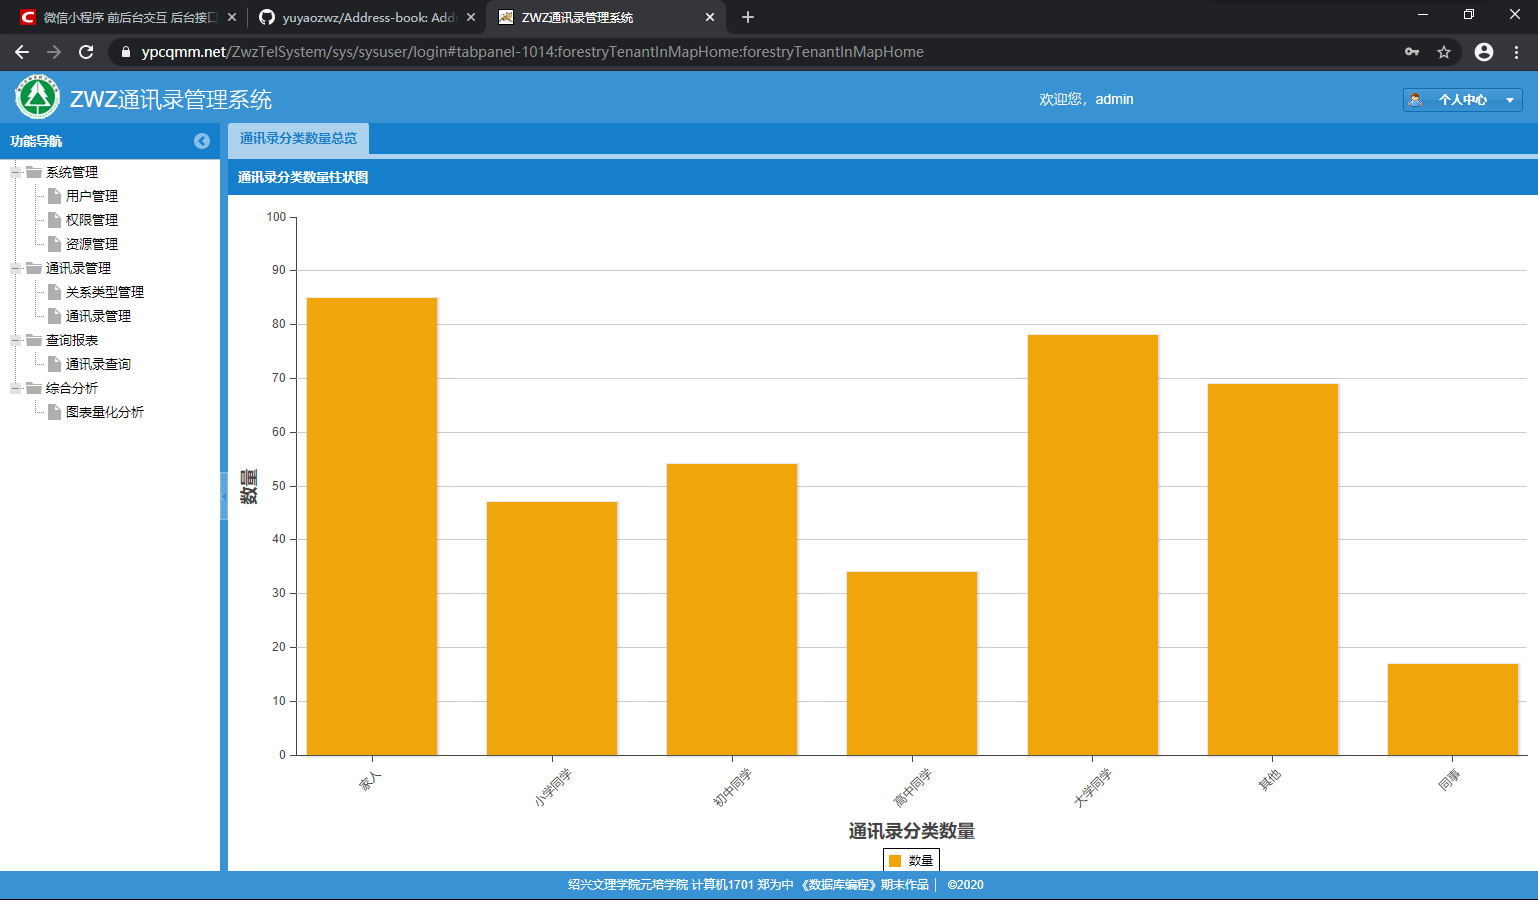 微信小程序 前后台交互 后台接口
yuyaozwz/Address-book: Addr
ZWZ通讯录管理系统
ypcqmm.net/ZwzTelSystem/sys/sysuser/login#tabpanel-1014:forestryTenantInMapHome:forestryTenantInMapHome
ZWZ通讯录管理系统
欢迎您，admin
个人中心
功能导航
系统管理
用户管理
权限管理
资源管理
通讯录管理
关系类型管理
通讯录管理
查询报表
通讯录查询
综合分析
图表量化分析
通讯录分类数量总览
通讯录分类数量柱状图
100
90
80
70
60
50
40
30
20
10
0
数量
家人
小学同学
初中同学
高中同学
大学同学
其他
同事
通讯录分类数量
数量
绍兴文理学院元培学院 计算机1701 郑为中 《数据库编程》期末作品 | ©2020